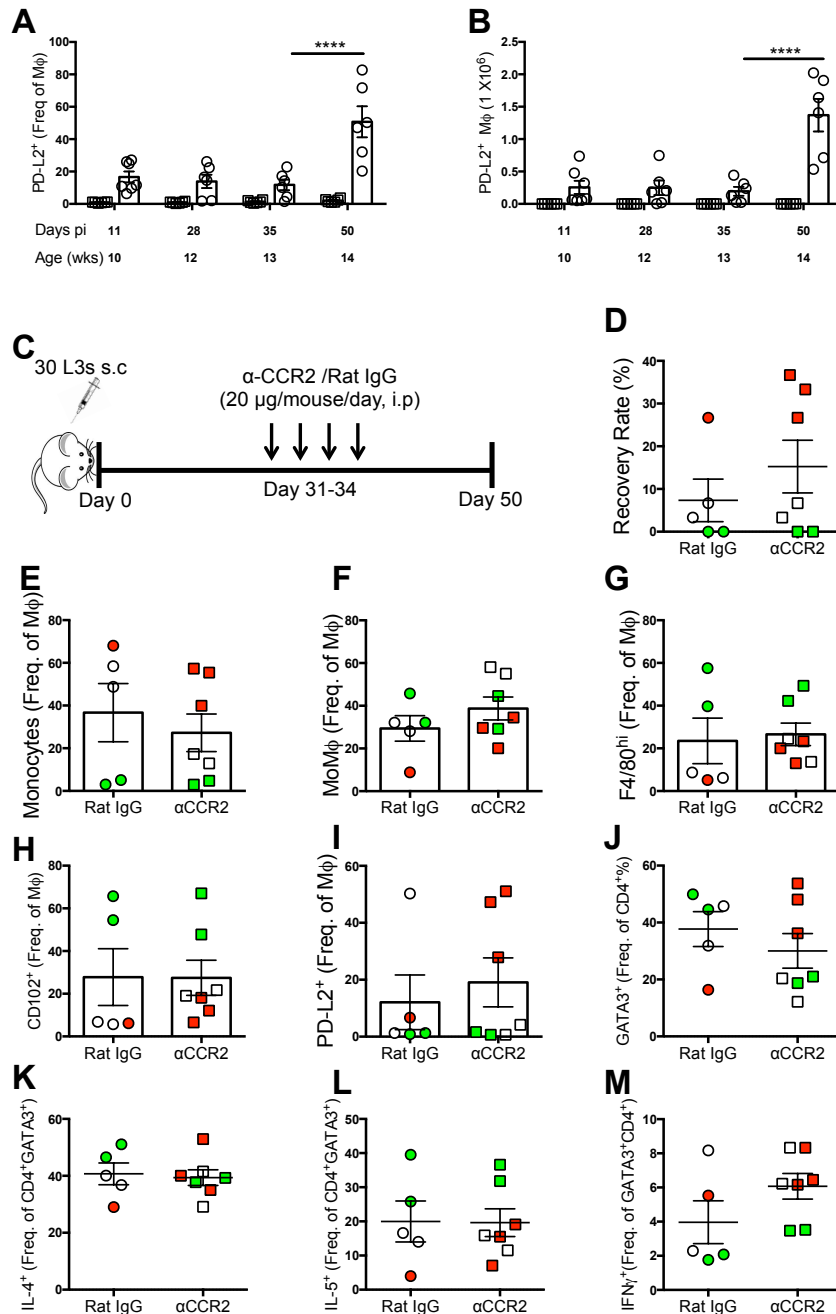 A
PD-L2⁺ (Freq of Mϕ)
100
80
60
40
20
0
****
Days pi 11 28 35 50
Age (wks) 10 12 13 14
B
PD-L2⁺ Mϕ (1 X10⁶)
2.5
2.0
1.5
1.0
0.5
0.0
****
11 28 35 50
10 12 13 14
C
30 L3s s.c
α-CCR2 /Rat IgG
(20 µg/mouse/day, i.p)
Day 0
Day 31-34
Day 50
D
Recovery Rate (%)
40
30
20
10
0
Rat IgG αCCR2
E
Monocytes (Freq. of Mϕ)
80
60
40
20
0
Rat IgG αCCR2
F
MoMϕ (Freq. of Mϕ)
80
60
40
20
0
Rat IgG αCCR2
G
F4/80ʰⁱ (Freq. of Mϕ)
80
60
40
20
0
Rat IgG αCCR2
H
CD102⁺ (Freq. of Mϕ)
80
60
40
20
0
Rat IgG αCCR2
I
PD-L2⁺ (Freq. of Mϕ)
80
60
40
20
0
Rat IgG αCCR2
J
GATA3⁺ (Freq. of CD4⁺%)
60
40
20
0
Rat IgG αCCR2
K
IL-4⁺ (Freq. of CD4⁺GATA3⁺)
60
40
20
0
Rat IgG αCCR2
L
IL-5⁺ (Freq. of CD4⁺GATA3⁺)
50
40
30
20
10
0
Rat IgG αCCR2
M
IFNγ⁺(Freq. of GATA3⁺CD4⁺)
10
8
6
4
2
0
Rat IgG αCCR2